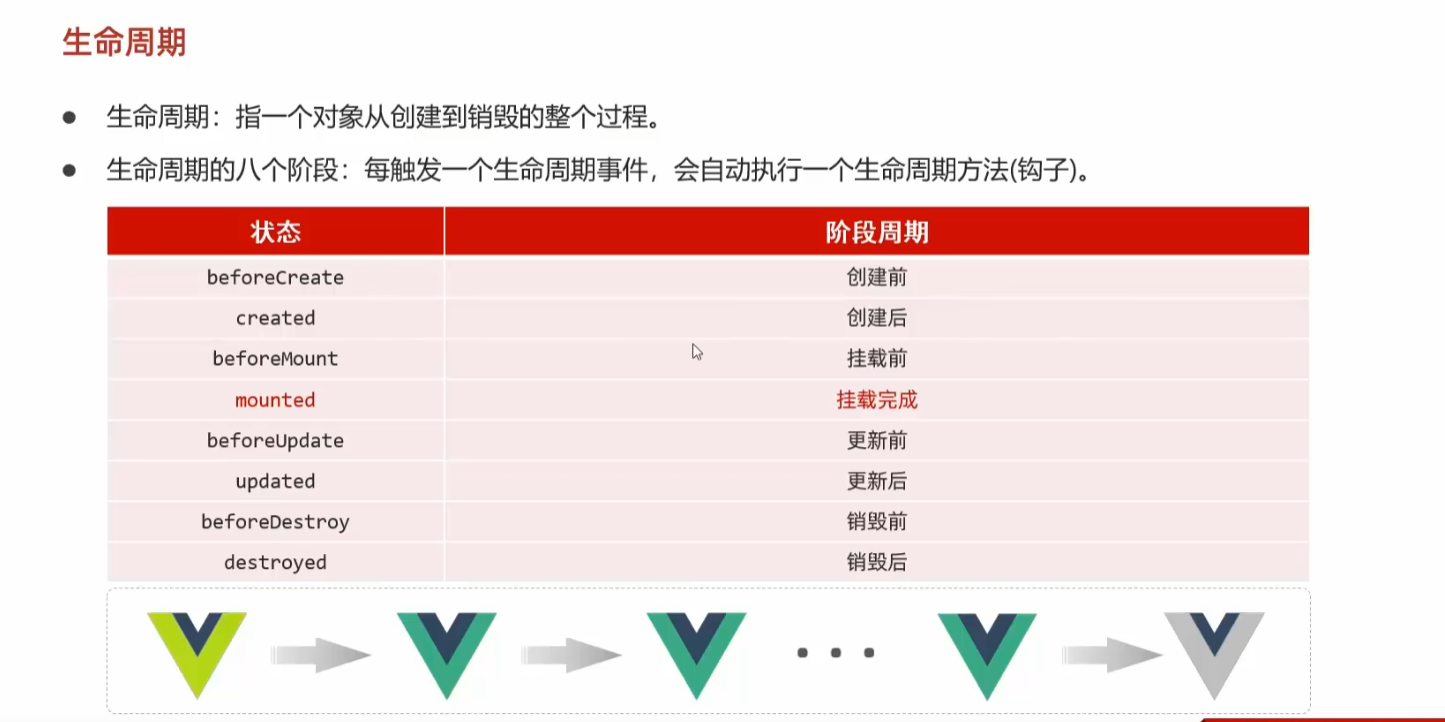 生命周期
● 生命周期：指一个对象从创建到销毁的整个过程。
● 生命周期的八个阶段：每触发一个生命周期事件，会自动执行一个生命周期方法(钩子)。
状态 阶段周期
beforeCreate 创建前
created 创建后
beforeMount 挂载前
mounted 挂载完成
beforeUpdate 更新前
updated 更新后
beforeDestroy 销毁前
destroyed 销毁后